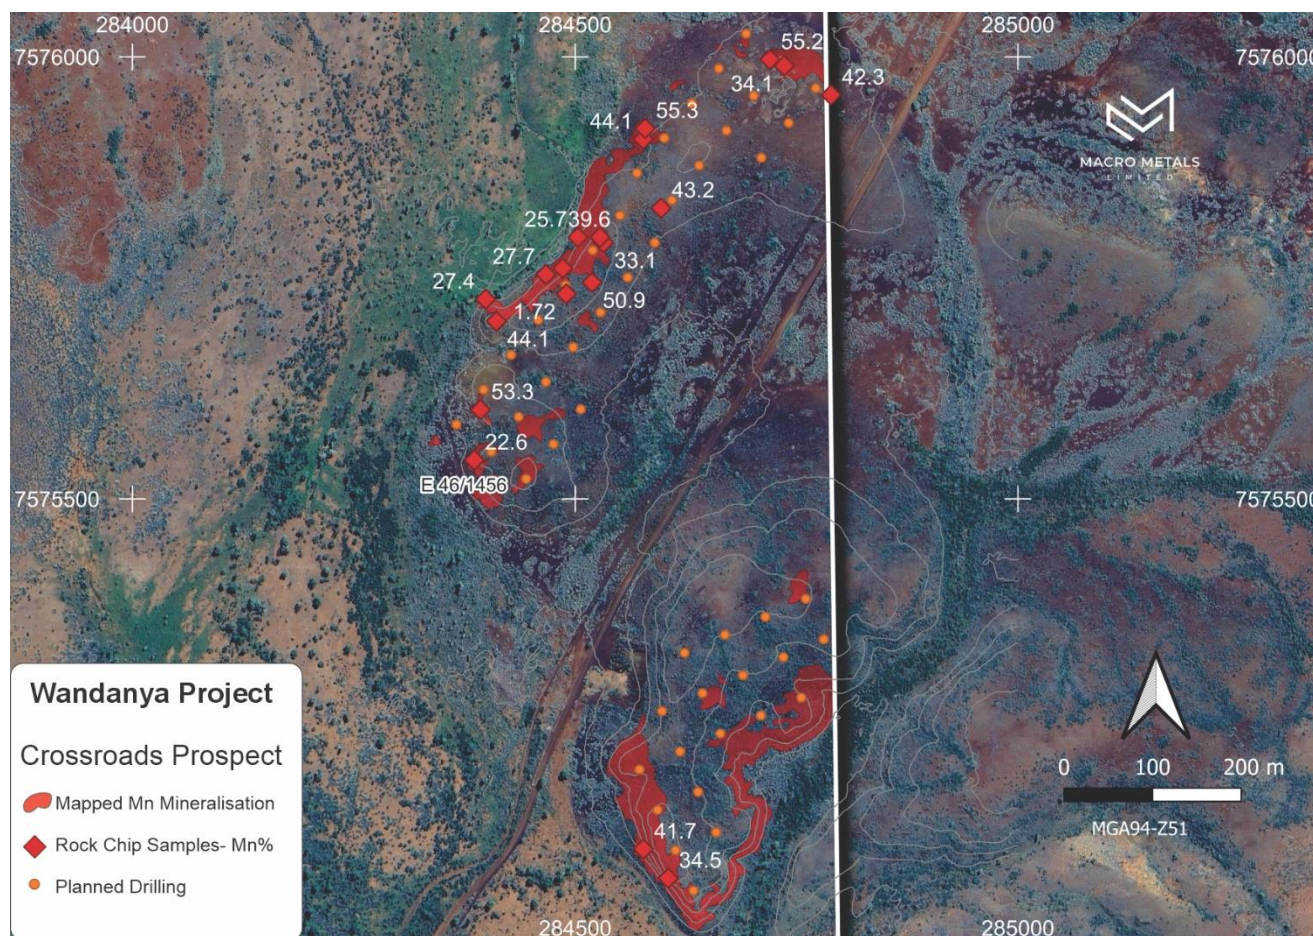 284000
284500
285000
7576000
7576000
55.2
34.1
42.3
44.1
55.3
MACRO METALS
LIMITED
43.2
25.7
39.6
27.7
33.1
27.4
1.72
50.9
44.1
53.3
22.6
E 46/1456
7575500
7575500
Wandanya Project
Crossroads Prospect
Mapped Mn Mineralisation
Rock Chip Samples- Mn%
Planned Drilling
0 100 200 m
MGA94-Z51
41.7
34.5
284500
285000